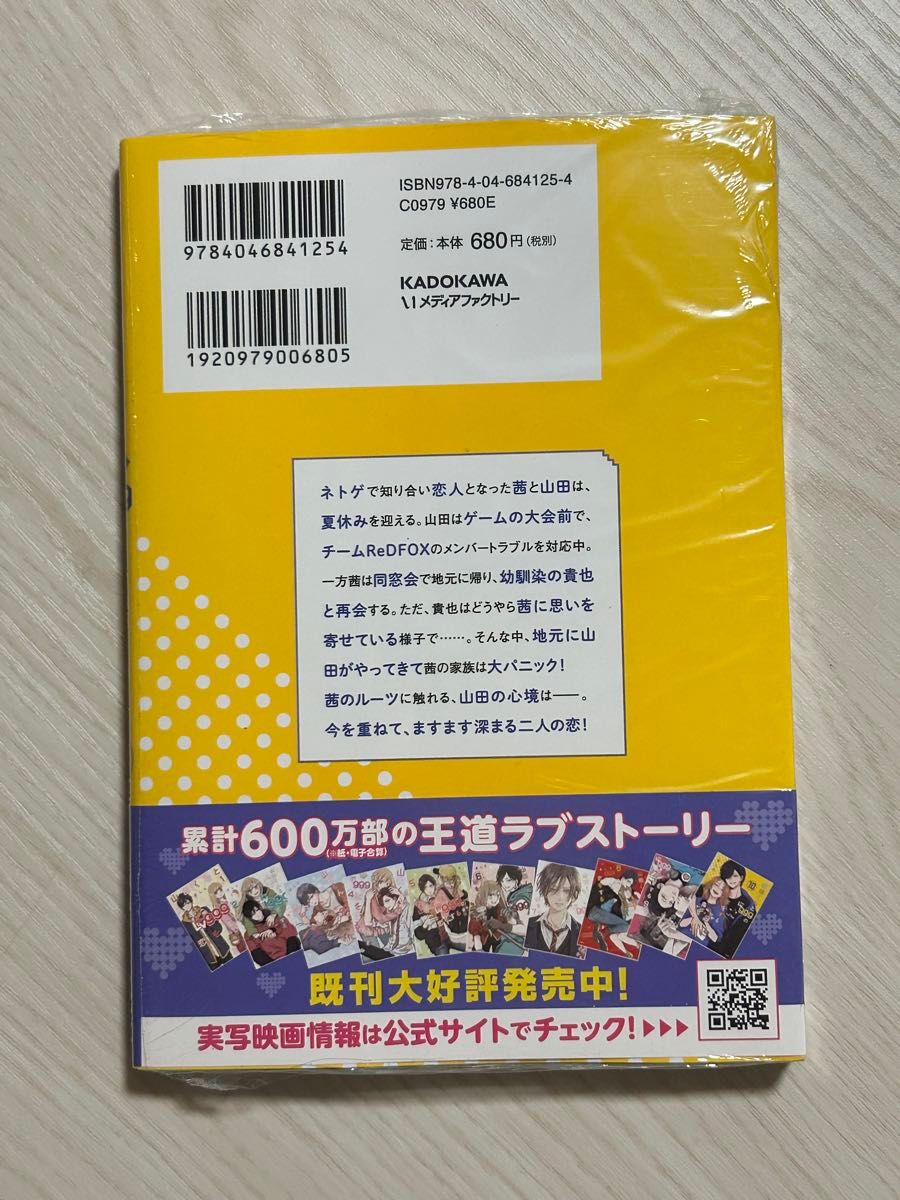 ISBN978-4-04-684125-4
C0979 ¥680E
9784046841254
定価:本体 680円(税別)
KADOKAWA
メディアファクトリー
1920979006805
ネトゲで知り合い恋人となった茜と山田は、
夏休みを迎える。山田はゲームの大会前で、
チームReDFOXのメンバートラブルを対応中。
一方茜は同窓会で地元に帰り、幼馴染の貴也
と再会する。ただ、貴也はどうやら茜に思いを
寄せている様子で……。そんな中、地元に山
田がやってきて茜の家族は大パニック!
茜のルーツに触れる、山田の心境は——。
今を重ねて、ますます深まる二人の恋!
累計600万部の王道ラブストーリー
(※紙・電子合算)
既刊大好評発売中!
実写映画情報は公式サイトでチェック!